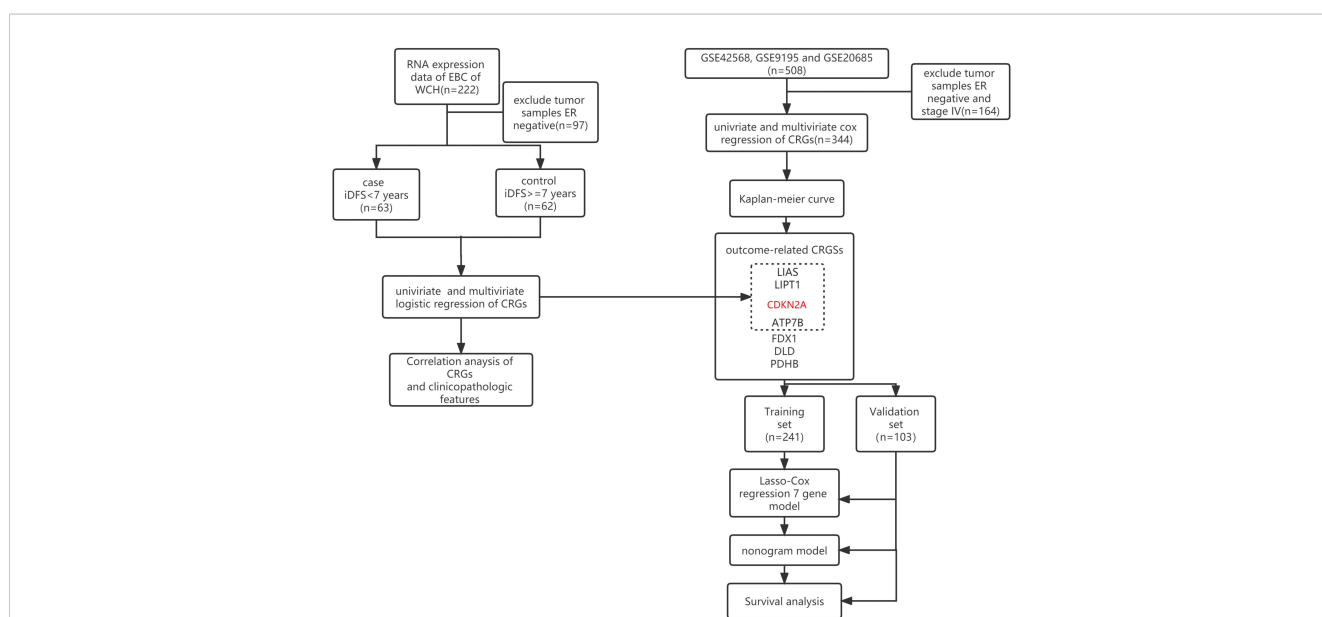 RNA expression
data of EBC of
WCH(n=222)
exclude tumor
samples ER
negative(n=97)
case
iDFS<7 years
(n=63)
control
iDFS>=7 years
(n=62)
univiriate and multiviriate
logistic regression of CRGs
Correlation anaysis of
CRGs
and clinicopathologic
features
GSE42568, GSE9195 and GSE20685
(n=508)
exclude tumor
samples ER
negative and
stage IV(n=164)
univriate and multiviriate cox
regression of CRGs(n=344)
Kaplan-meier curve
outcome-related CRGSs
LIAS
LIPT1
CDKN2A
ATP7B
FDX1
DLD
PDHB
Training
set
(n=241)
Validation
set
(n=103)
Lasso-Cox
regression 7 gene
model
nonogram model
Survival analysis